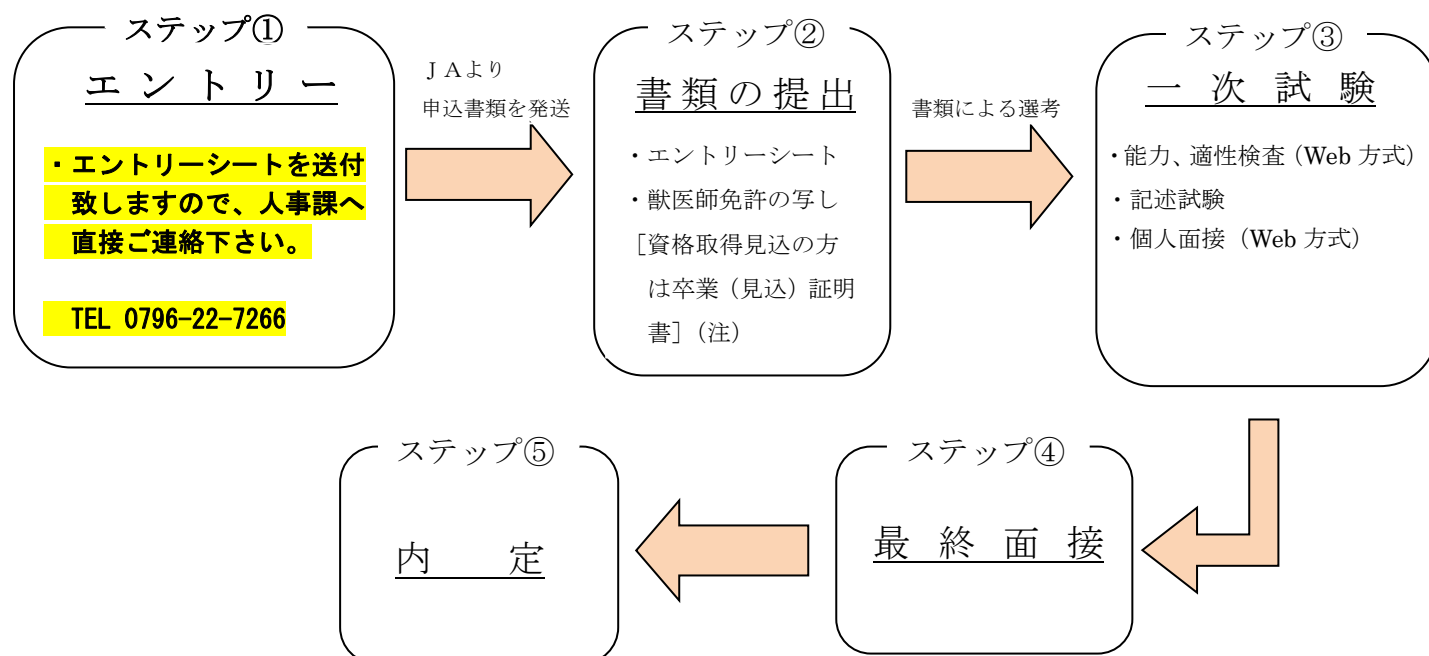 ステップ①
エントリー
・エントリーシートを送付
致しますので、人事課へ
直接ご連絡下さい。
TEL 0796-22-7266
ＪＡより
申込書類を発送
ステップ②
書類の提出
・エントリーシート
・獣医師免許の写し
［資格取得見込の方
は卒業（見込）証明
書］（注）
書類による選考
ステップ③
一次試験
・能力、適性検査（Web 方式）
・記述試験
・個人面接（Web 方式）
ステップ④
最終面接
ステップ⑤
内定